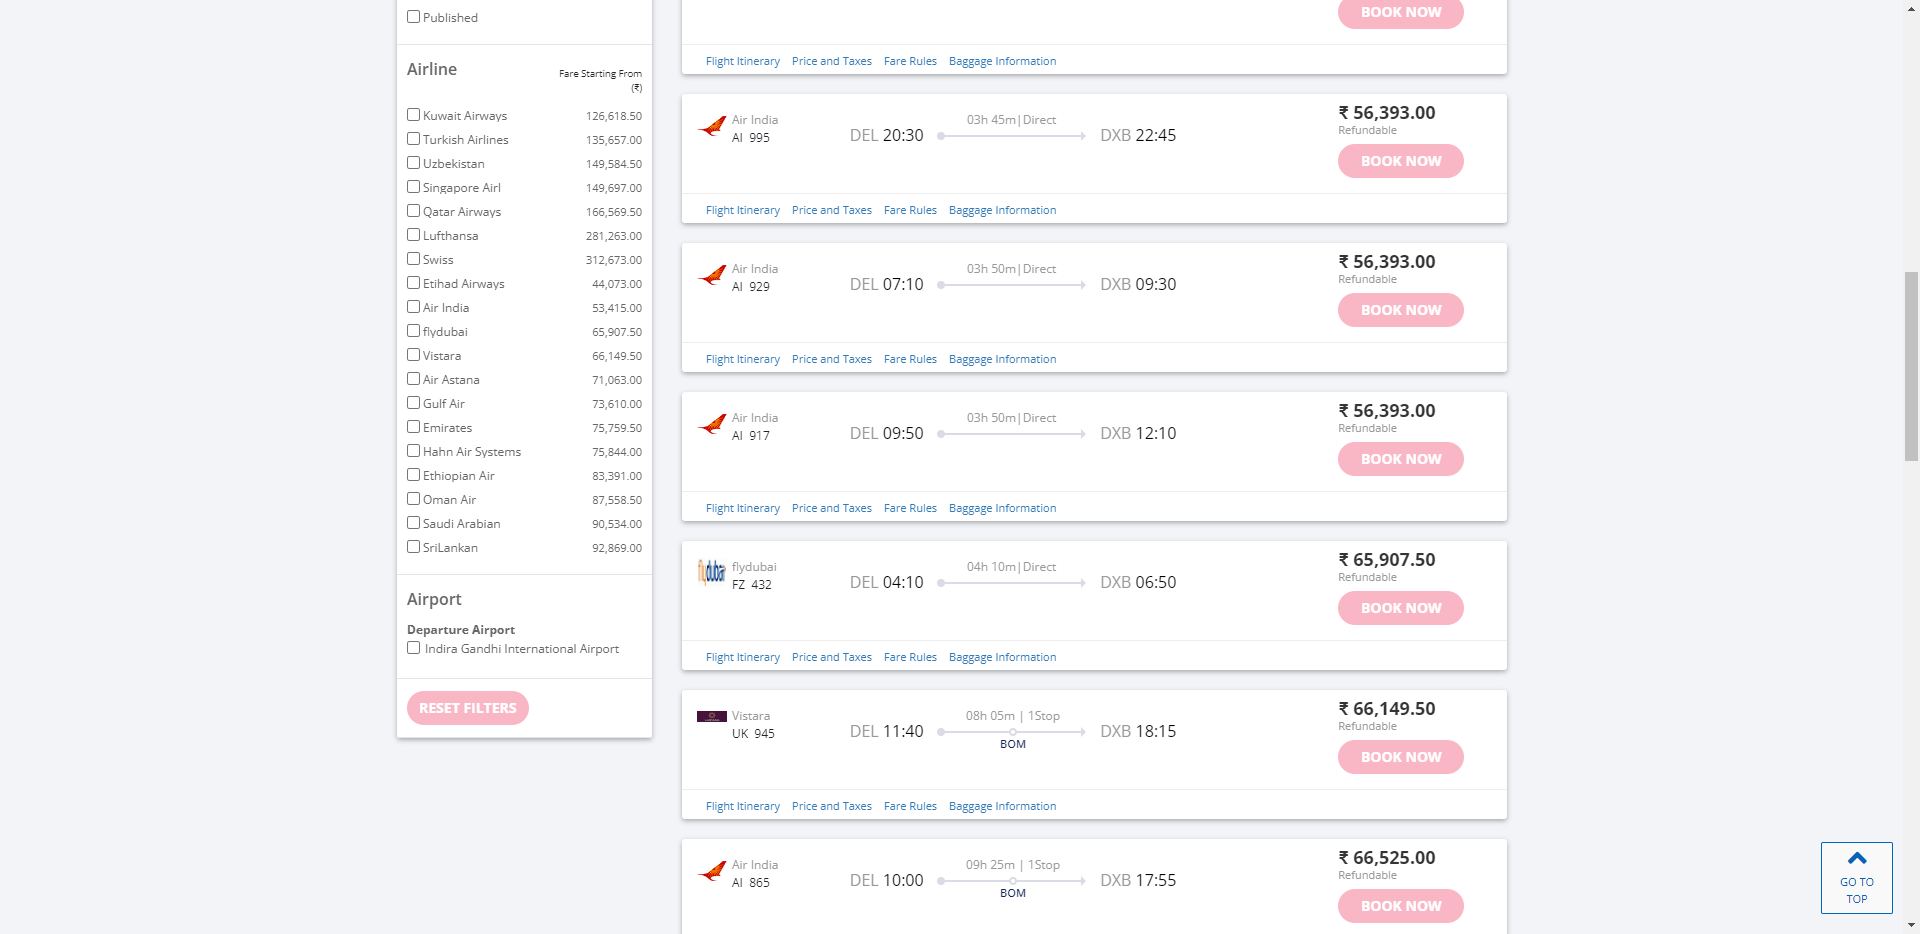 Published
Airline
Fare Starting From
(₹)
Kuwait Airways 126,618.50
Turkish Airlines 135,657.00
Uzbekistan 149,584.50
Singapore Airl 149,697.00
Qatar Airways 166,569.50
Lufthansa 281,263.00
Swiss 312,673.00
Etihad Airways 44,073.00
Air India 53,415.00
flydubai 65,907.50
Vistara 66,149.50
Air Astana 71,063.00
Gulf Air 73,610.00
Emirates 75,759.50
Hahn Air Systems 75,844.00
Ethiopian Air 83,391.00
Oman Air 87,558.50
Saudi Arabian 90,534.00
SriLankan 92,869.00
Airport
Departure Airport
Indira Gandhi International Airport
RESET FILTERS
BOOK NOW
Flight Itinerary Price and Taxes Fare Rules Baggage Information
Air India
AI 995
DEL 20:30
03h 45m|Direct
DXB 22:45
₹ 56,393.00
Refundable
BOOK NOW
Flight Itinerary Price and Taxes Fare Rules Baggage Information
Air India
AI 929
DEL 07:10
03h 50m|Direct
DXB 09:30
₹ 56,393.00
Refundable
BOOK NOW
Flight Itinerary Price and Taxes Fare Rules Baggage Information
Air India
AI 917
DEL 09:50
03h 50m|Direct
DXB 12:10
₹ 56,393.00
Refundable
BOOK NOW
Flight Itinerary Price and Taxes Fare Rules Baggage Information
flydubai
flydubai
FZ 432
DEL 04:10
04h 10m|Direct
DXB 06:50
₹ 65,907.50
Refundable
BOOK NOW
Flight Itinerary Price and Taxes Fare Rules Baggage Information
Vistara
UK 945
DEL 11:40
08h 05m | 1Stop
BOM
DXB 18:15
₹ 66,149.50
Refundable
BOOK NOW
Flight Itinerary Price and Taxes Fare Rules Baggage Information
Air India
AI 865
DEL 10:00
09h 25m | 1Stop
BOM
DXB 17:55
₹ 66,525.00
Refundable
BOOK NOW
GO TO
TOP